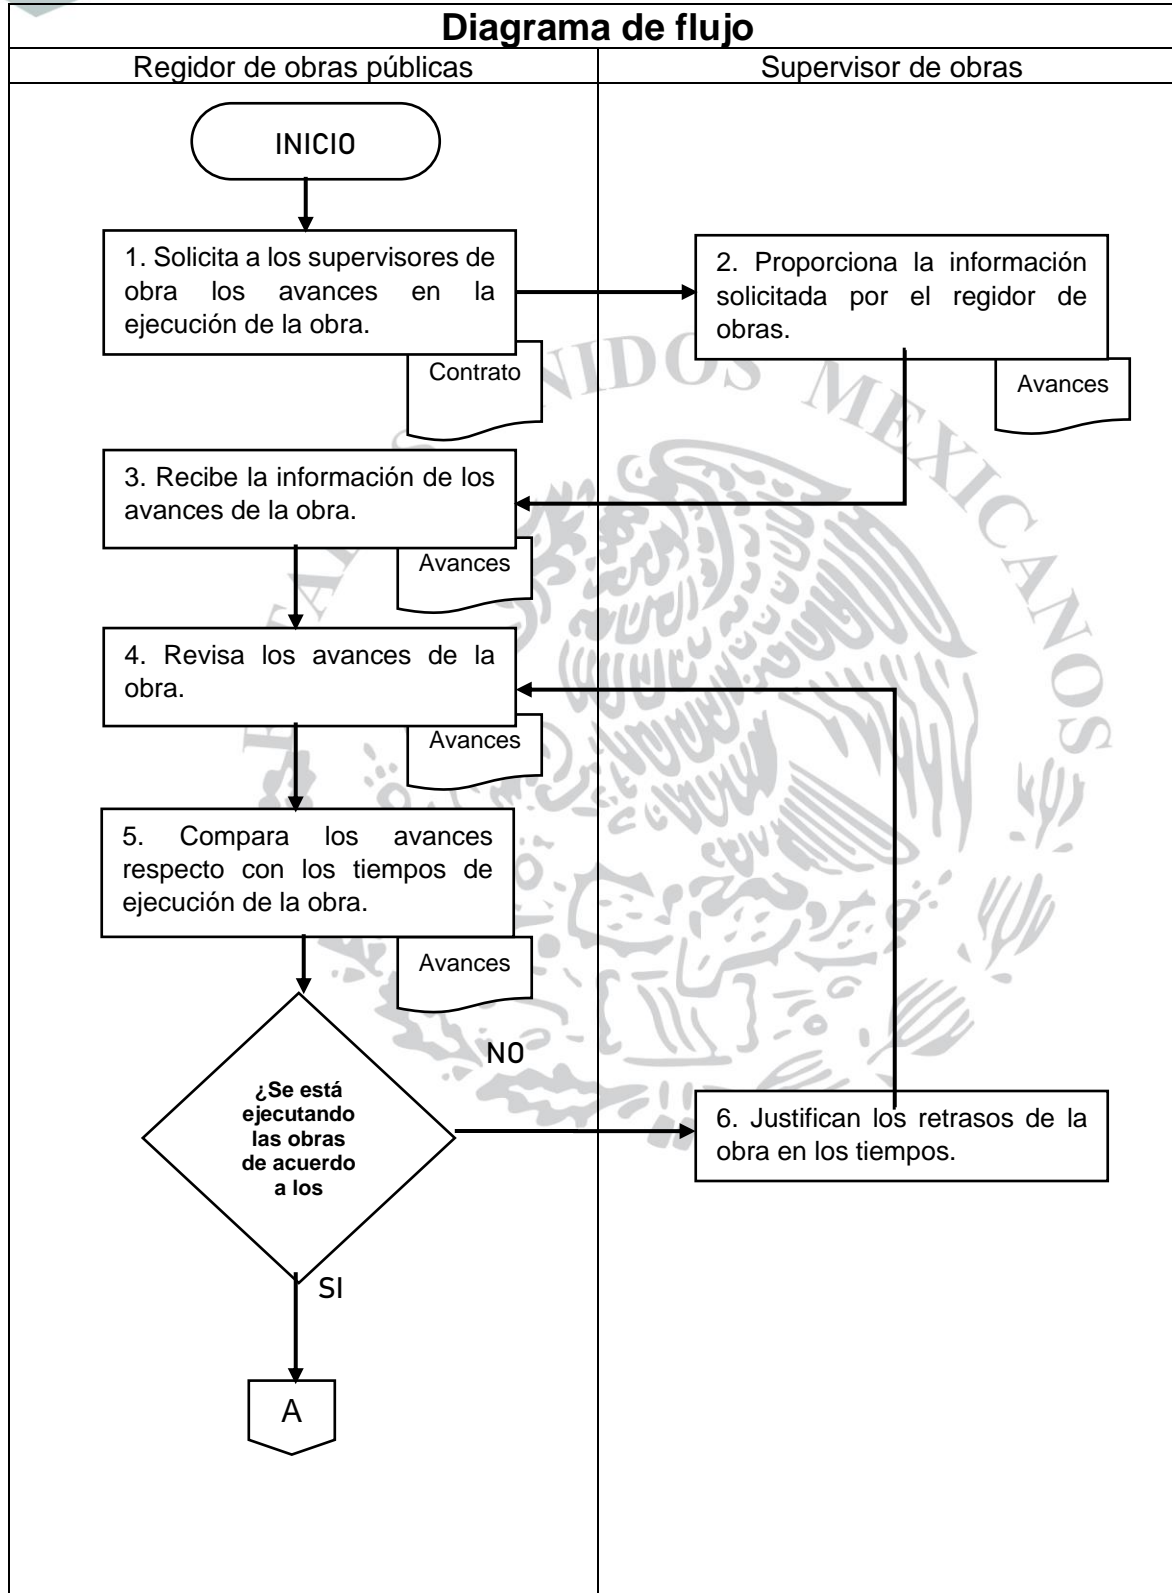 Diagrama de flujo
Regidor de obras públicas
Supervisor de obras
INICIO
1. Solicita a los supervisores de
obra los avances en la
ejecución de la obra.
Contrato
2. Proporciona la información
solicitada por el regidor de
obras.
Avances
3. Recibe la información de los
avances de la obra.
Avances
4. Revisa los avances de la
obra.
Avances
5. Compara los avances
respecto con los tiempos de
ejecución de la obra.
Avances
¿Se está
ejecutando
las obras
de acuerdo
a los
NO
6. Justifican los retrasos de la
obra en los tiempos.
SI
A
NIDOS MEXICANOS